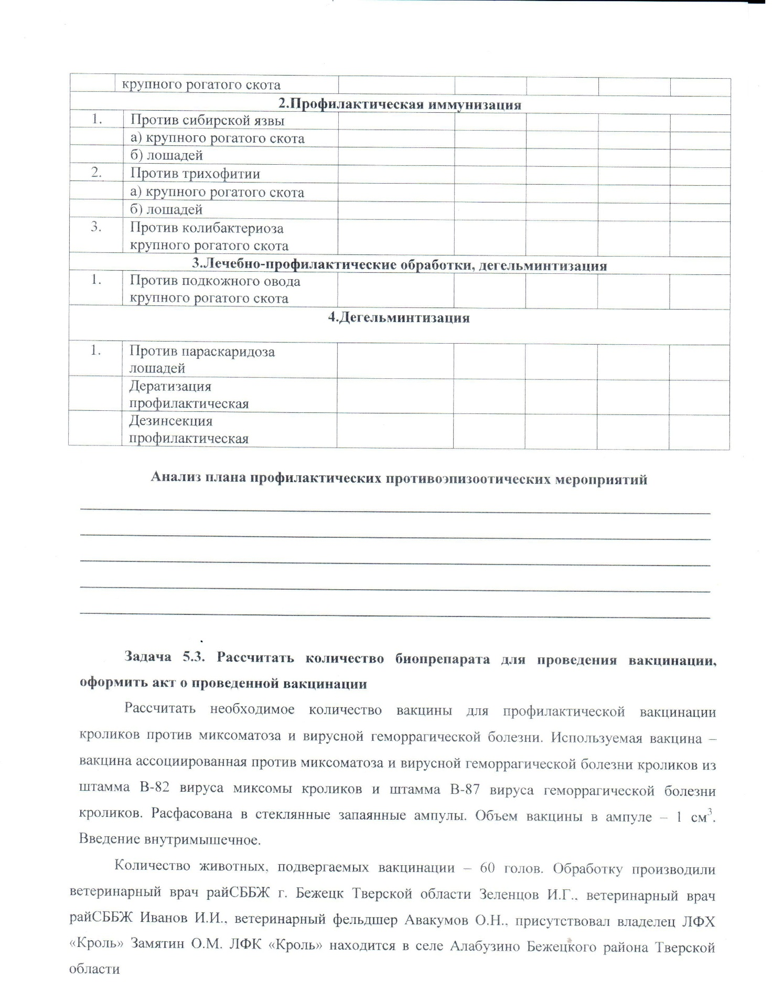 крупного рогатого скота
2.Профилактическая иммунизация
1. Против сибирской язвы
а) крупного рогатого скота
б) лошадей
2. Против трихофитии
а) крупного рогатого скота
б) лошадей
3. Против колибактериоза
крупного рогатого скота
3.Лечебно-профилактические обработки, дегельминтизация
1. Против подкожного овода
крупного рогатого скота
4.Дегельминтизация
1. Против параскаридоза
лошадей
Дератизация
профилактическая
Дезинсекция
профилактическая
Анализ плана профилактических противоэпизоотических мероприятий
Задача 5.3. Рассчитать количество биопрепарата для проведения вакцинации,
оформить акт о проведенной вакцинации
Рассчитать необходимое количество вакцины для профилактической вакцинации
кроликов против миксоматоза и вирусной геморрагической болезни. Используемая вакцина –
вакцина ассоциированная против миксоматоза и вирусной геморрагической болезни кроликов из
штамма В-82 вируса миксомы кроликов и штамма В-87 вируса геморрагической болезни
кроликов. Расфасована в стеклянные запаянные ампулы. Объем вакцины в ампуле – 1 см³.
Введение внутримышечное.
Количество животных, подвергаемых вакцинации – 60 голов. Обработку производили
ветеринарный врач райСББЖ г. Бежецк Тверской области Зеленцов И.Г., ветеринарный врач
райСББЖ Иванов И.И., ветеринарный фельдшер Авакумов О.Н., присутствовал владелец ЛФХ
«Кроль» Замятин О.М. ЛФК «Кроль» находится в селе Алабузино Бежецкого района Тверской
области